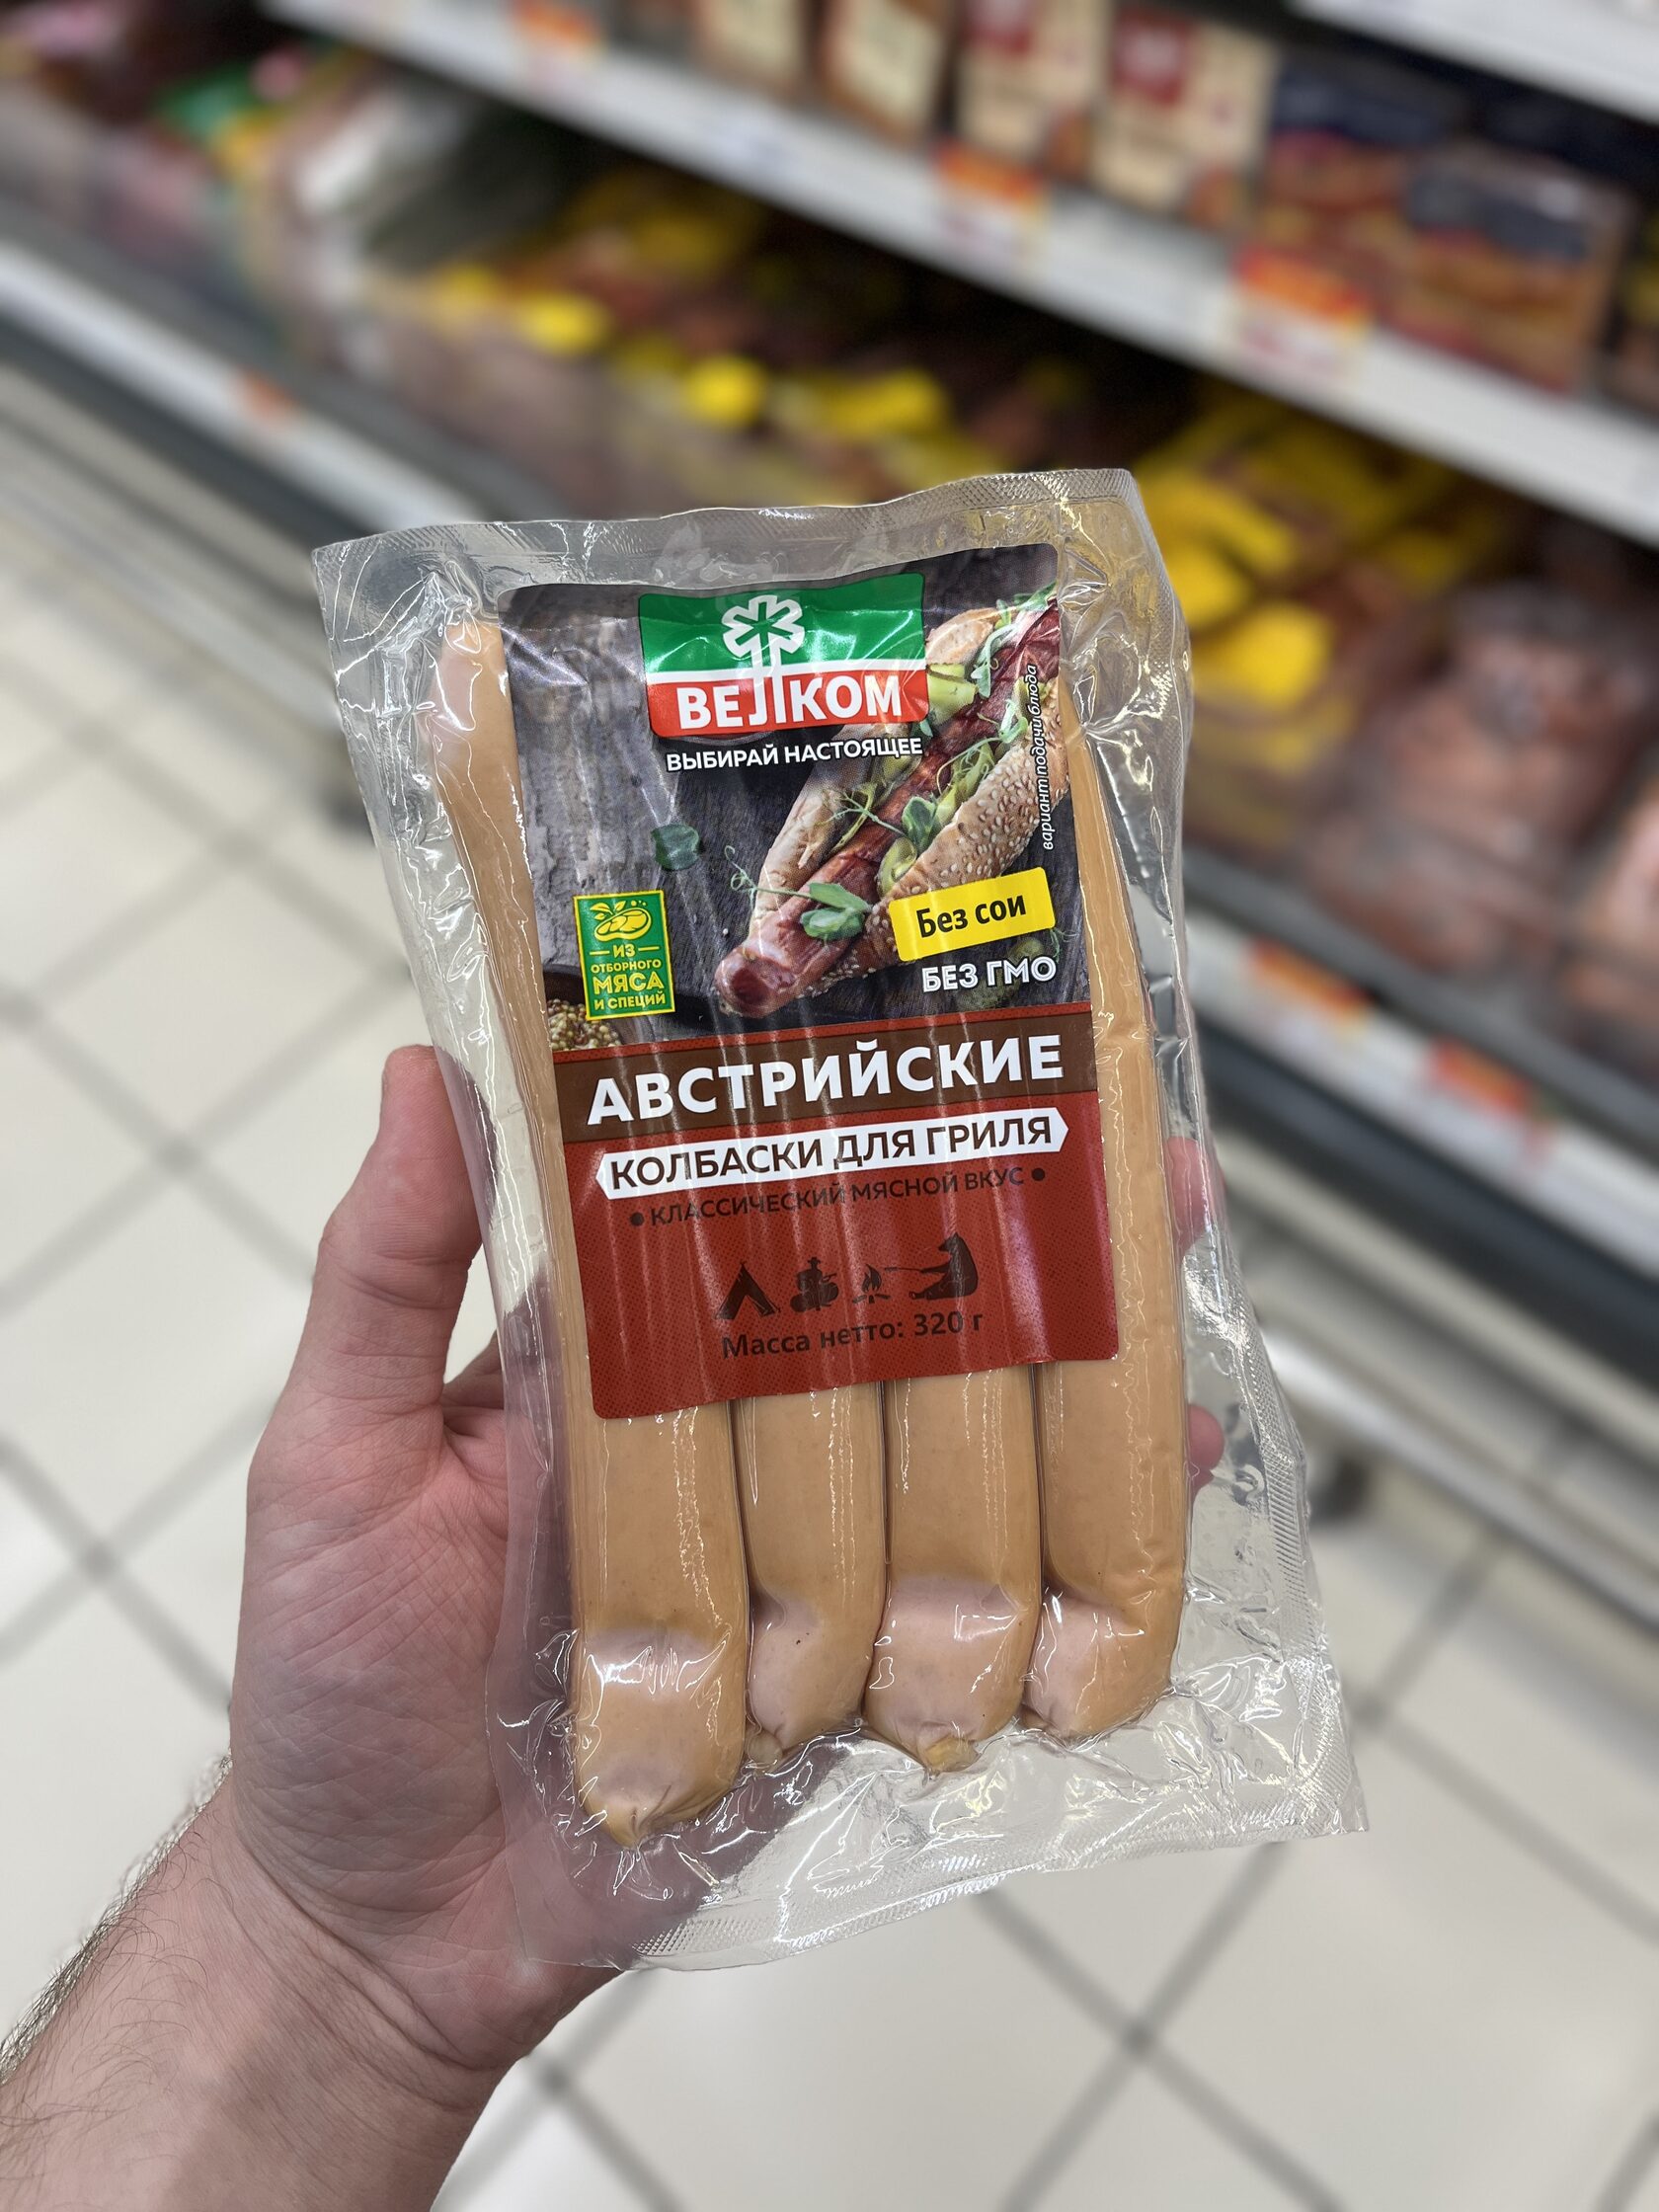 ВЕЛКОМ
ВЫБИРАЙ НАСТОЯЩЕЕ
вариант подачи блюда
ИЗ
ОТБОРНОГО
МЯСА
И СПЕЦИЙ
Без сои
БЕЗ ГМО
АВСТРИЙСКИЕ
КОЛБАСКИ ДЛЯ ГРИЛЯ
• КЛАССИЧЕСКИЙ МЯСНОЙ ВКУС •
Масса нетто: 320 г